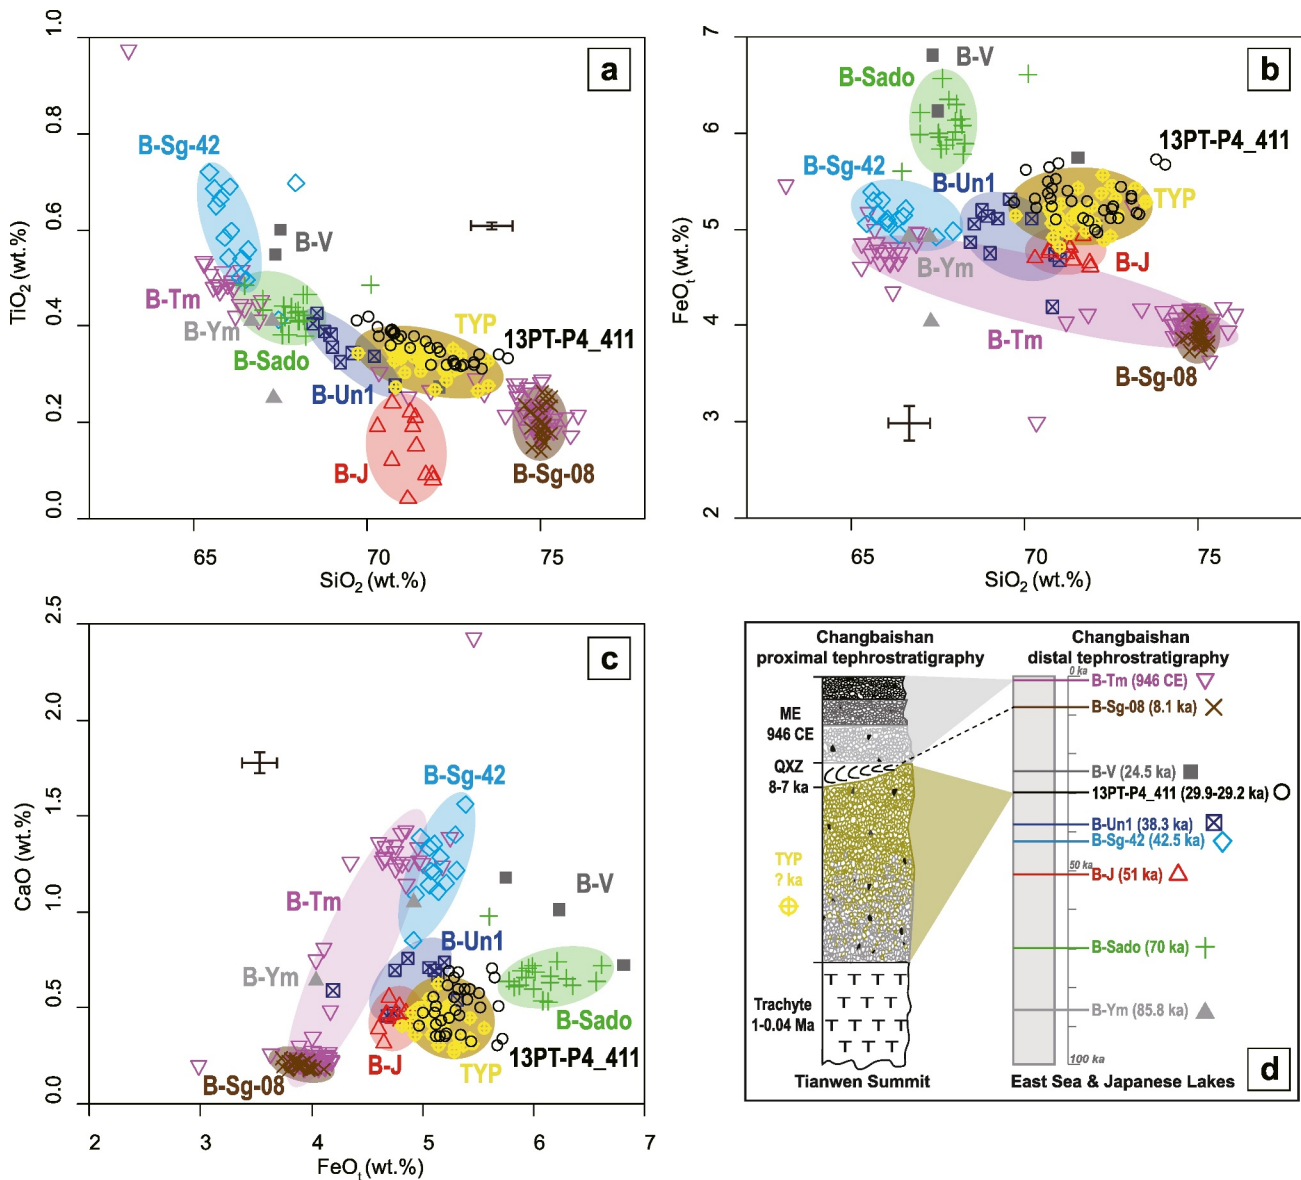 a
1.0
0.8
0.6
0.4
0.2
0.0
TiO2 (wt.%)
B-Sg-42
B-V
B-Tm
B-Ym
B-Sado
TYP
13PT-P4_411
B-Un1
B-J
B-Sg-08
65
70
75
SiO2 (wt.%)
b
7
6
5
4
3
2
FeOt (wt.%)
B-V
B-Sado
13PT-P4_411
B-Sg-42
B-Un1
TYP
B-Ym
B-J
B-Tm
B-Sg-08
65
70
75
SiO2 (wt.%)
c
2.5
2.0
1.5
1.0
0.5
0.0
CaO (wt.%)
B-Sg-42
B-V
B-Tm
B-Un1
B-Ym
B-Sado
B-J
13PT-P4_411
TYP
B-Sg-08
2
3
4
5
6
7
FeOt (wt.%)
Changbaishan
proximal tephrostratigraphy
Changbaishan
distal tephrostratigraphy
ME
946 CE
QXZ
8-7 ka
TYP
? ka
Trachyte
1-0.04 Ma
T T T
T T T
T T T T
T T T
Tianwen Summit
0 ka
B-Tm (946 CE)
B-Sg-08 (8.1 ka)
B-V (24.5 ka)
13PT-P4_411 (29.9-29.2 ka)
B-Un1 (38.3 ka)
B-Sg-42 (42.5 ka)
50 ka
B-J (51 ka)
B-Sado (70 ka)
B-Ym (85.8 ka)
100 ka
East Sea & Japanese Lakes
d